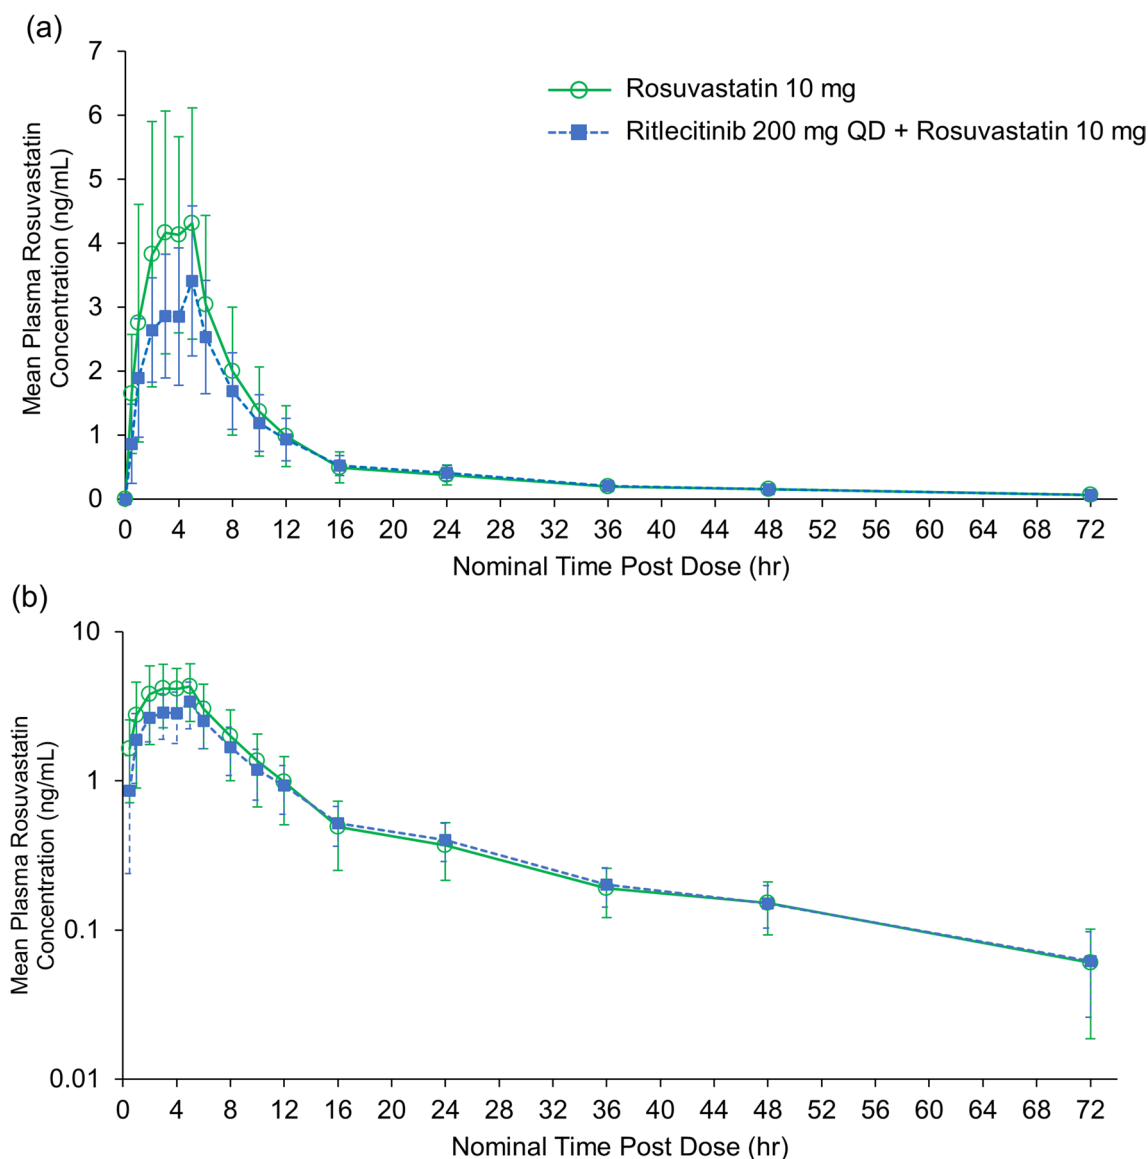 (a)
7
6
5
4
3
2
1
0
Mean Plasma Rosuvastatin
Concentration (ng/mL)
Rosuvastatin 10 mg
Ritlecitinib 200 mg QD + Rosuvastatin 10 mg
0 4 8 12 16 20 24 28 32 36 40 44 48 52 56 60 64 68 72
Nominal Time Post Dose (hr)
(b)
10
1
0.1
0.01
Mean Plasma Rosuvastatin
Concentration (ng/mL)
0 4 8 12 16 20 24 28 32 36 40 44 48 52 56 60 64 68 72
Nominal Time Post Dose (hr)